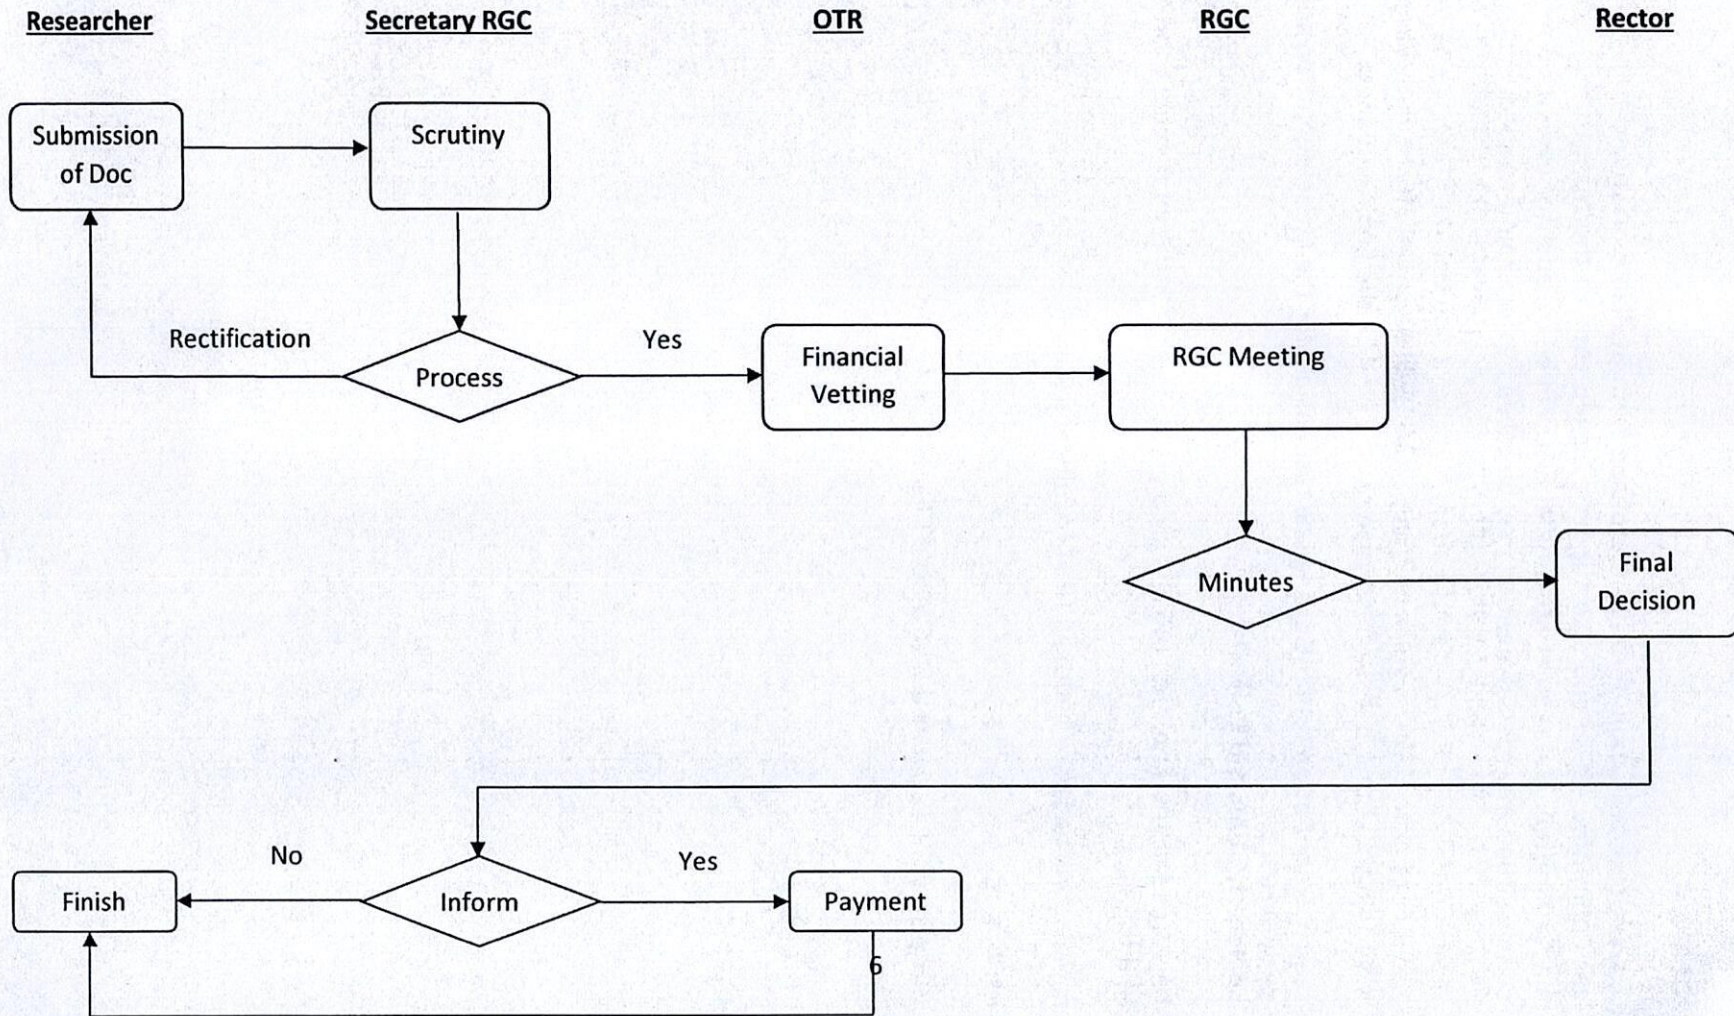 Researcher Secretary RGC OTR RGC Rector
Submission
of Doc
Scrutiny
Rectification
Process
Yes
Financial
Vetting
RGC Meeting
Minutes
Final
Decision
No
Finish
Inform
Yes
Payment
6